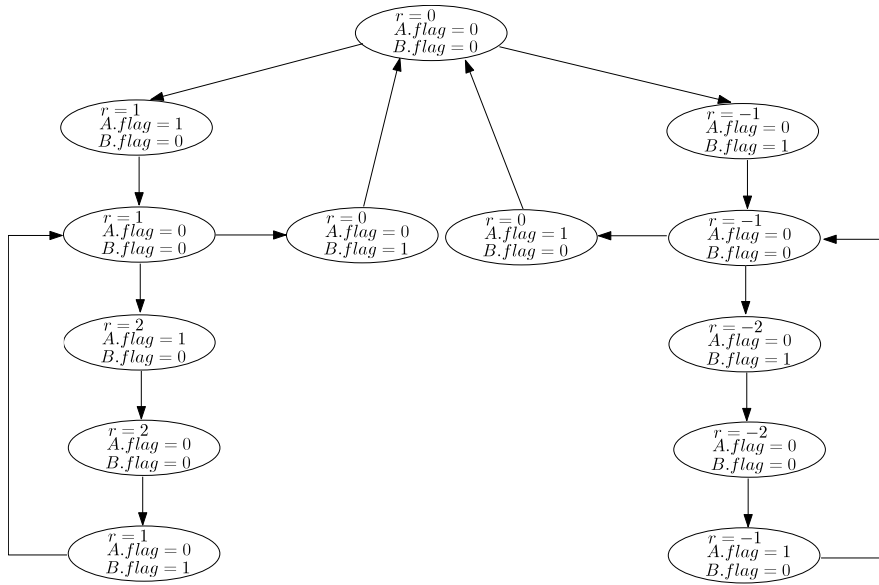 r = 0
A.flag = 0
B.flag = 0
r = 1
A.flag = 1
B.flag = 0
r = −1
A.flag = 0
B.flag = 1
r = 1
A.flag = 0
B.flag = 0
r = 0
A.flag = 0
B.flag = 1
r = 0
A.flag = 1
B.flag = 0
r = −1
A.flag = 0
B.flag = 0
r = 2
A.flag = 1
B.flag = 0
r = −2
A.flag = 0
B.flag = 1
r = 2
A.flag = 0
B.flag = 0
r = −2
A.flag = 0
B.flag = 0
r = 1
A.flag = 0
B.flag = 1
r = −1
A.flag = 1
B.flag = 0